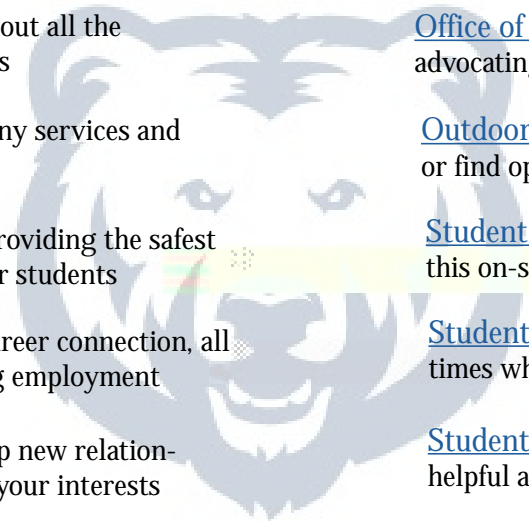 out all the
s
ny services and
roviding the safest
r students
reer connection, all
g employment
p new relation-
your interests
Office of
advocating
Outdoor
or find op
Student
this on-s
Student
times wh
Student
helpful a